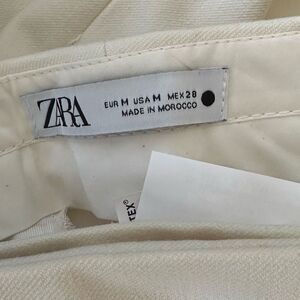 ZARA
EUR M USA M MEX 28
MADE IN MOROCCO
TEX®